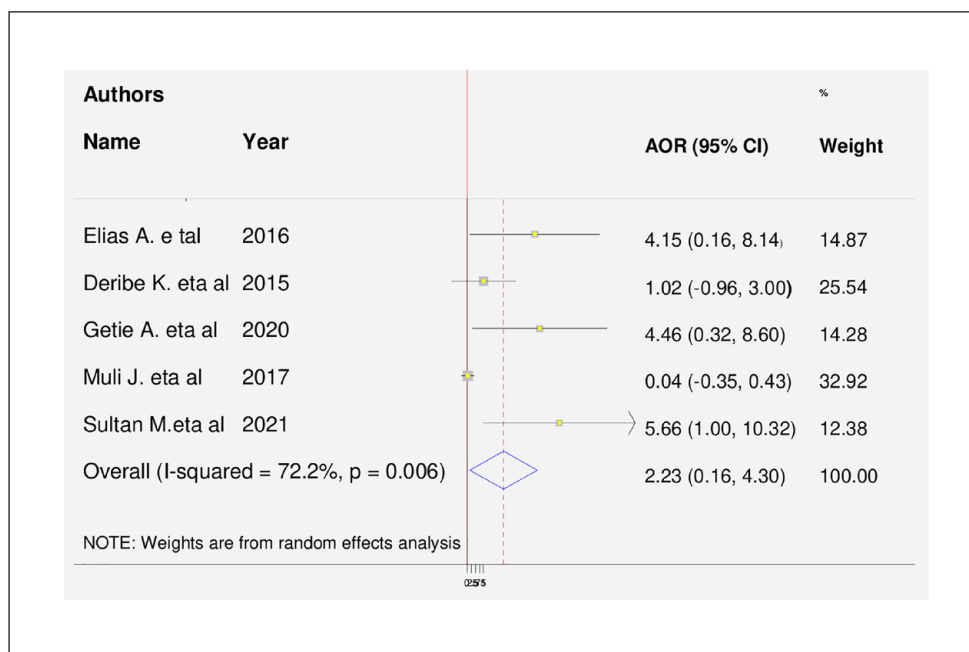 Authors %
Name Year AOR (95% CI) Weight
Elias A. e tal 2016 4.15 (0.16, 8.14) 14.87
Deribe K. eta al 2015 1.02 (-0.96, 3.00) 25.54
Getie A. eta al 2020 4.46 (0.32, 8.60) 14.28
Muli J. eta al 2017 0.04 (-0.35, 0.43) 32.92
Sultan M.eta al 2021 5.66 (1.00, 10.32) 12.38
Overall (I-squared = 72.2%, p = 0.006) 2.23 (0.16, 4.30) 100.00
NOTE: Weights are from random effects analysis